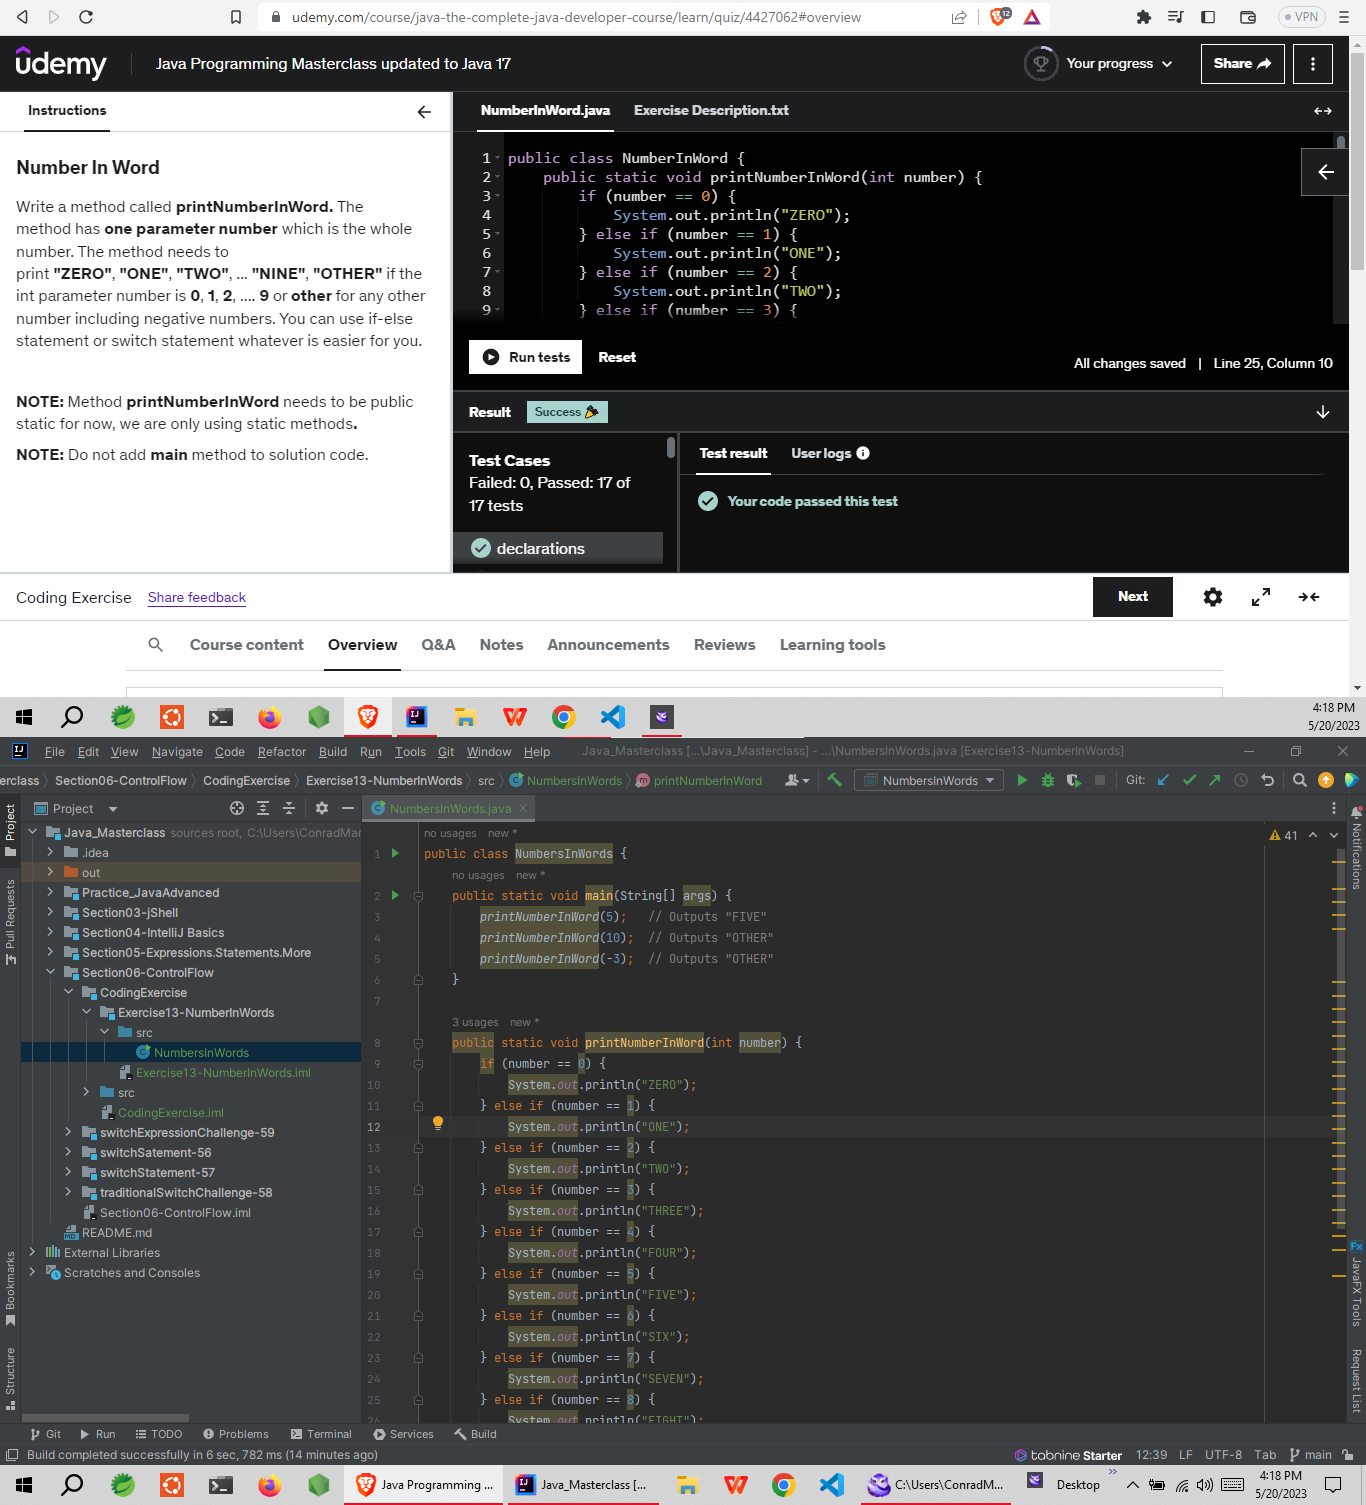 udemy.com/course/java-the-complete-java-developer-course/learn/quiz/4427062#overview
12
VPN
ûdemy
Java Programming Masterclass updated to Java 17
Your progress
Share
Instructions
Number In Word
Write a method called printNumberInWord. The
method has one parameter number which is the whole
number. The method needs to
print "ZERO", "ONE", "TWO", ... "NINE", "OTHER" if the
int parameter number is 0, 1, 2, .... 9 or other for any other
number including negative numbers. You can use if-else
statement or switch statement whatever is easier for you.
NOTE: Method printNumberInWord needs to be public
static for now, we are only using static methods.
NOTE: Do not add main method to solution code.
NumberInWord.java
Exercise Description.txt
1 public class NumberInWord {
2 public static void printNumberInWord(int number) {
3 if (number == 0) {
4 System.out.println("ZERO");
5 } else if (number == 1) {
6 System.out.println("ONE");
7 } else if (number == 2) {
8 System.out.println("TWO");
9 } else if (number == 3) {
Run tests
Reset
All changes saved | Line 25, Column 10
Result
Success
Test Cases
Failed: 0, Passed: 17 of
17 tests
declarations
Test result
User logs
Your code passed this test
Coding Exercise
Share feedback
Next
Course content
Overview
Q&A
Notes
Announcements
Reviews
Learning tools
4:18 PM
5/20/2023
File Edit View Navigate Code Refactor Build Run Tools Git Window Help
Java_Masterclass [...\Java_Masterclass] - ...\NumbersInWords.java [Exercise13-NumberInWords]
erclass
Section06-ControlFlow
CodingExercise
Exercise13-NumberInWords
src
NumbersInWords
printNumberInWord
NumbersInWords
Git:
Project
Pull Requests
Bookmarks
Structure
Project
Java_Masterclass sources root, C:\Users\ConradMar
.idea
out
Practice_JavaAdvanced
Section03-jShell
Section04-IntelliJ Basics
Section05-Expressions.Statements.More
Section06-ControlFlow
CodingExercise
Exercise13-NumberInWords
src
NumbersInWords
Exercise13-NumberInWords.iml
src
CodingExercise.iml
switchExpressionChallenge-59
switchSatement-56
switchStatement-57
traditionalSwitchChallenge-58
Section06-ControlFlow.iml
README.md
External Libraries
Scratches and Consoles
NumbersInWords.java
41
no usages new *
1 public class NumbersInWords {
no usages new *
2 public static void main(String[] args) {
3 printNumberInWord(5); // Outputs "FIVE"
4 printNumberInWord(10); // Outputs "OTHER"
5 printNumberInWord(-3); // Outputs "OTHER"
6 }
7
3 usages new *
8 public static void printNumberInWord(int number) {
9 if (number == 0) {
10 System.out.println("ZERO");
11 } else if (number == 1) {
12 System.out.println("ONE");
13 } else if (number == 2) {
14 System.out.println("TWO");
15 } else if (number == 3) {
16 System.out.println("THREE");
17 } else if (number == 4) {
18 System.out.println("FOUR");
19 } else if (number == 5) {
20 System.out.println("FIVE");
21 } else if (number == 6) {
22 System.out.println("SIX");
23 } else if (number == 7) {
24 System.out.println("SEVEN");
25 } else if (number == 8) {
26 System.out.println("EIGHT");
Notifications
JavaFX Tools
Request List
Git Run TODO Problems Terminal Services Build
Build completed successfully in 6 sec, 782 ms (14 minutes ago)
tabnine Starter
12:39 LF UTF-8 Tab main
Java Programming ...
Java_Masterclass [...
C:\Users\ConradM...
Desktop
4:18 PM
5/20/2023